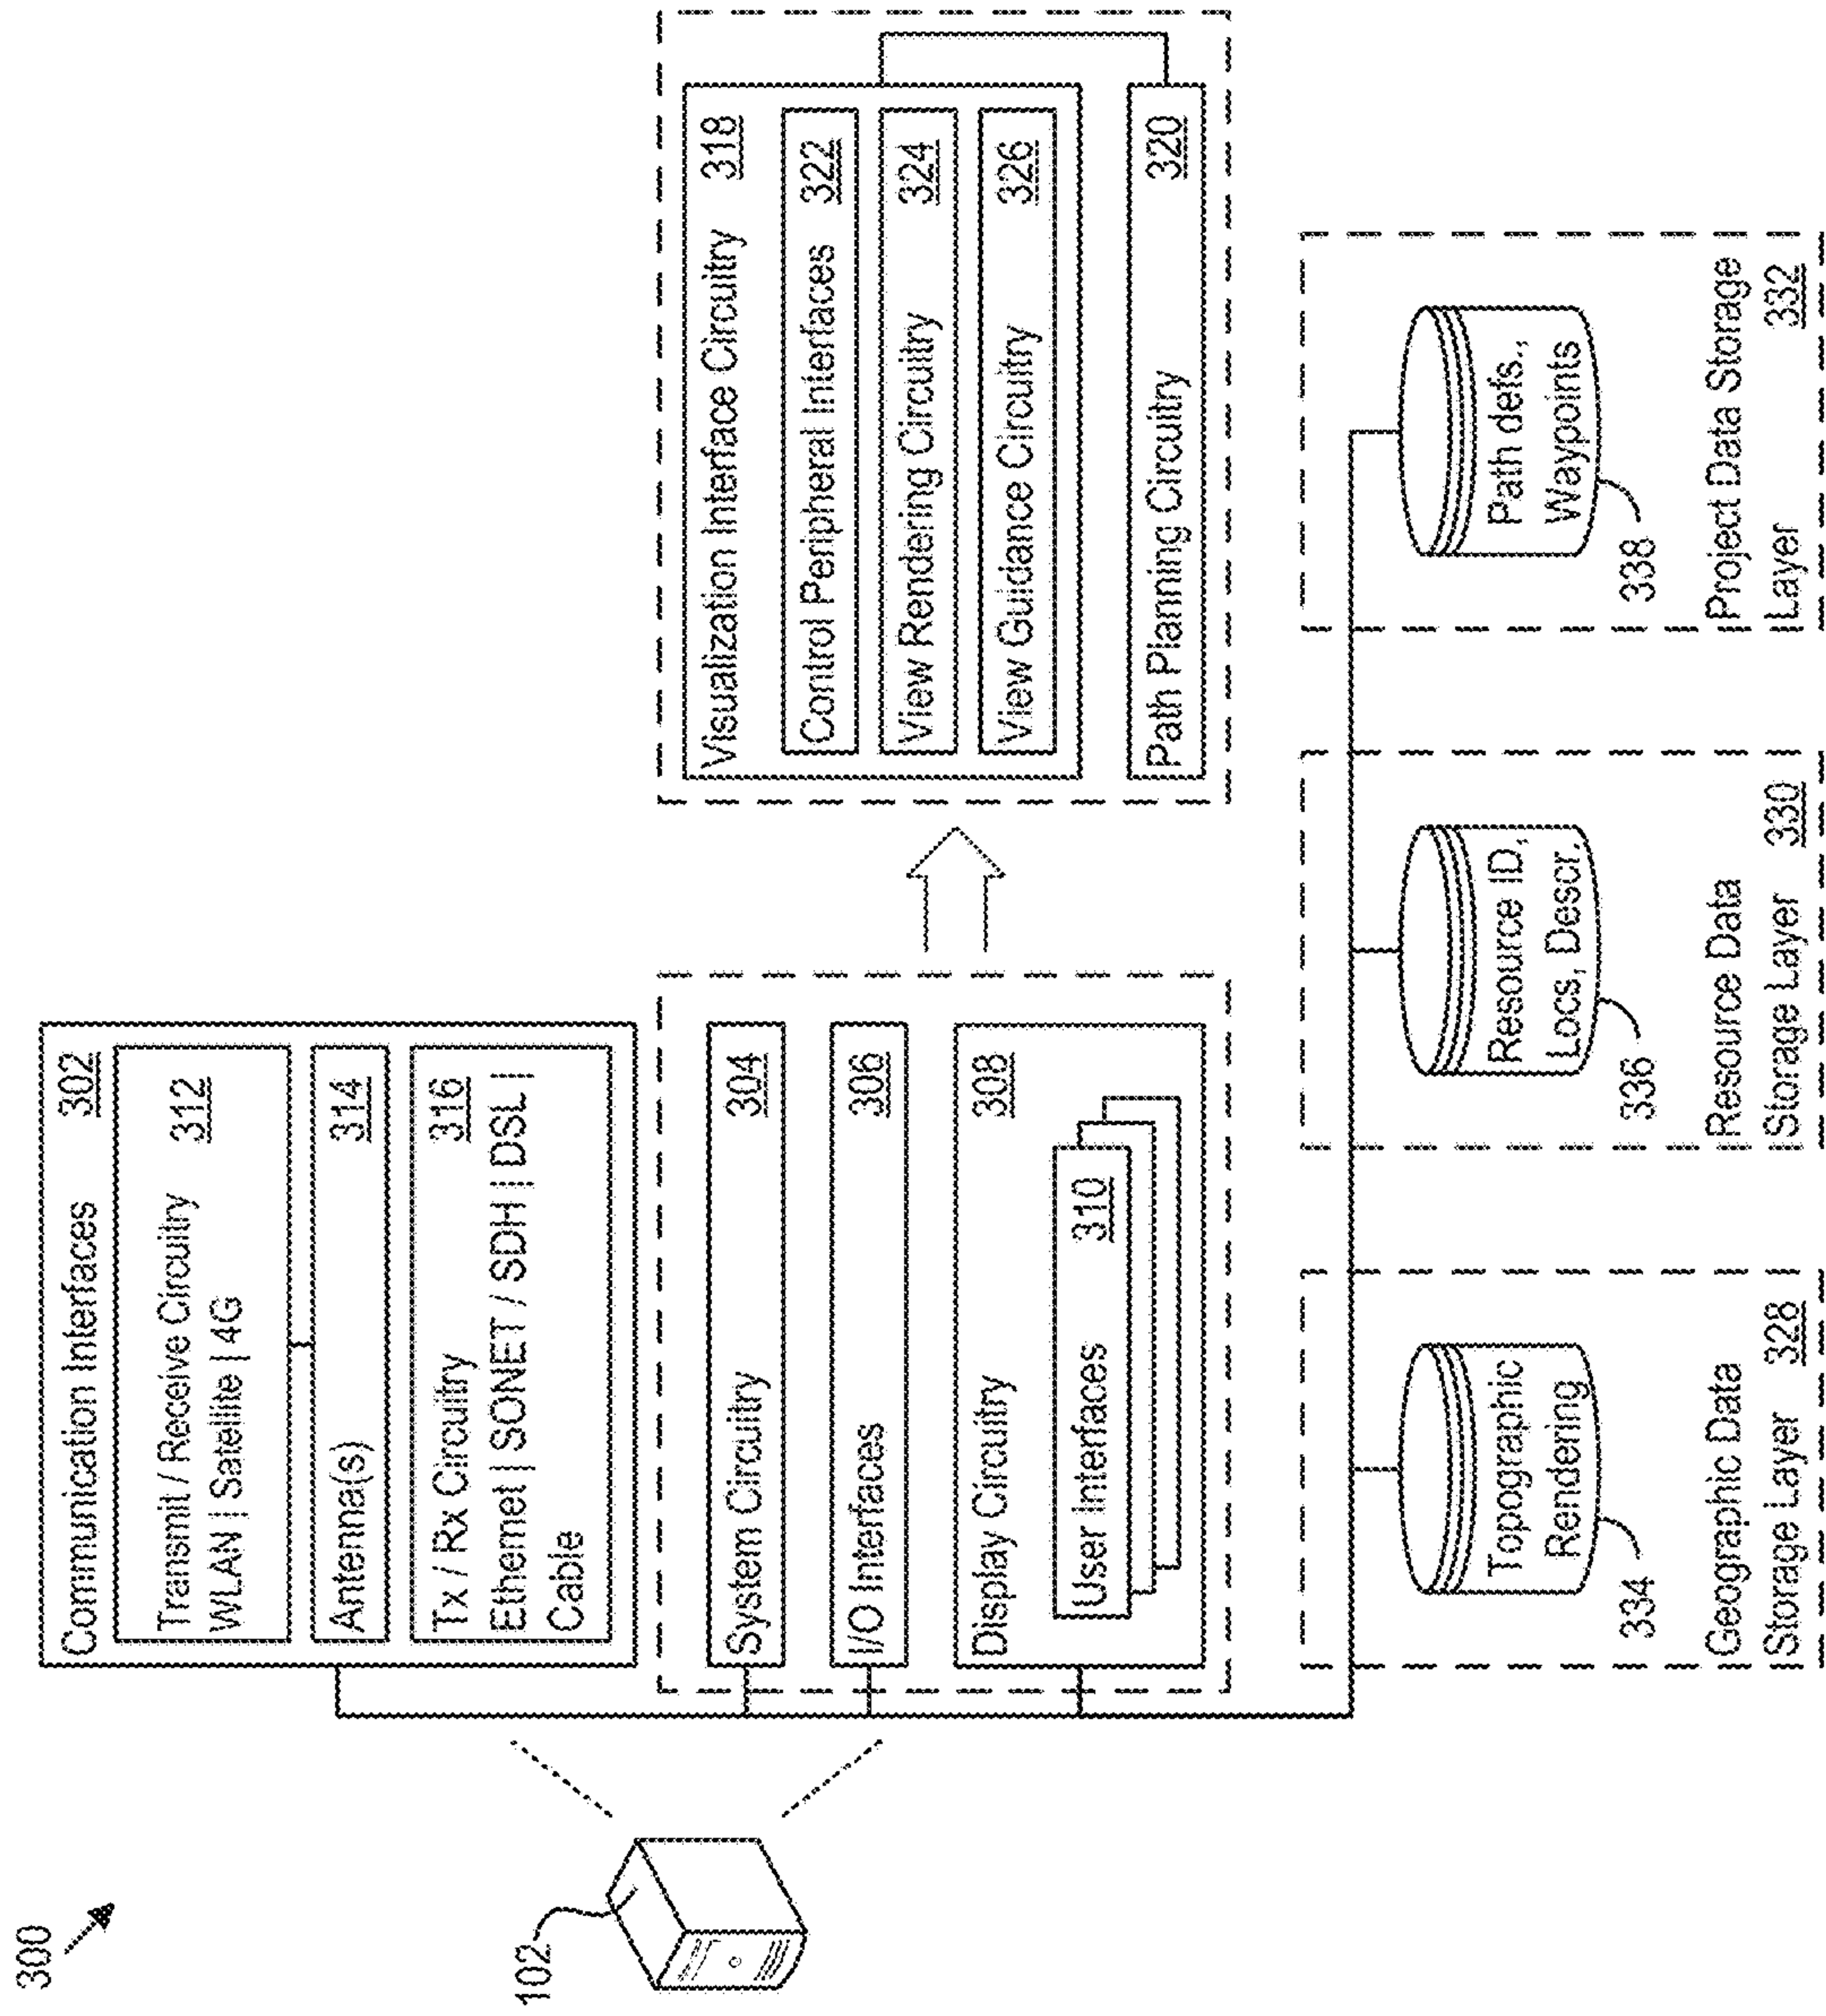 300
102
Communication Interfaces 302
Transmit / Receive Circuitry 312
WLAN | Satellite | 4G
Antenna(s) 314
Tx / Rx Circuitry 316
Ethernet | SONET / SDH | DSL |
Cable
System Circuitry 304
I/O Interfaces 306
Display Circuitry 308
User Interfaces 310
Visualization Interface Circuitry 318
Control Peripheral Interfaces 322
View Rendering Circuitry 324
View Guidance Circuitry 326
Path Planning Circuitry 320
Topographic
Rendering
334
Geographic Data
Storage Layer 328
Resource ID,
Locs, Descr.
336
Resource Data
Storage Layer 330
Path defs.,
Waypoints
338
Project Data Storage
Layer 332